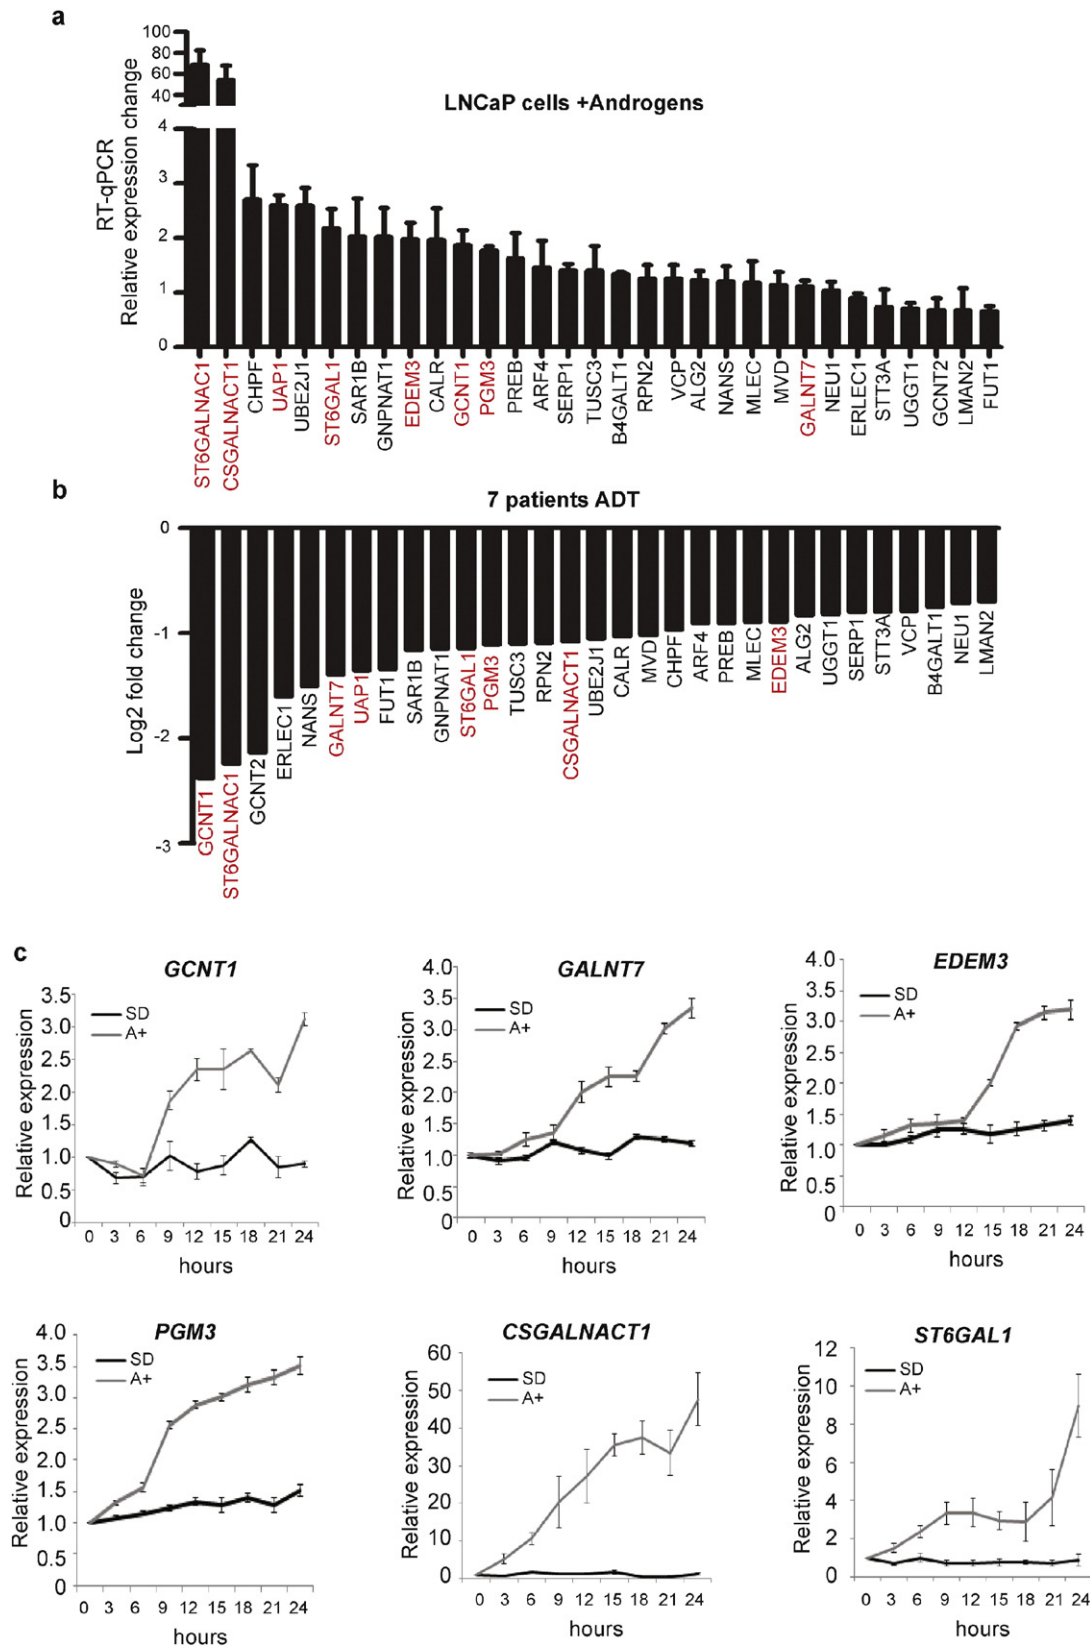 a
100
80
60
40
4
3
2
1
0
RT-qPCR
Relative expression change
LNCaP cells +Androgens
ST6GALNAC1 CSGALNACT1 CHPF UAP1 UBE2J1 ST6GAL1 SAR1B GNPNAT1 EDEM3 CALR GCNT1 PGM3 PREB ARF4 SERP1 TUSC3 B4GALT1 RPN2 VCP ALG2 NANS MLEC MVD GALNT7 NEU1 ERLEC1 STT3A UGGT1 GCNT2 LMAN2 FUT1
b
7 patients ADT
0
-1
-2
-3
Log2 fold change
GCNT1 ST6GALNAC1 GCNT2 ERLEC1 NANS GALNT7 UAP1 FUT1 SAR1B GNPNAT1 ST6GAL1 PGM3 TUSC3 RPN2 CSGALNACT1 UBE2J1 CALR MVD CHPF ARF4 PREB MLEC EDEM3 ALG2 UGGT1 SERP1 STT3A VCP B4GALT1 NEU1 LMAN2
c
GCNT1
SD
A+
3.5
3.0
2.5
2.0
1.5
1.0
0.5
0
Relative expression
0 3 6 9 12 15 18 21 24
hours
GALNT7
SD
A+
4.0
3.5
3.0
2.5
2.0
1.5
1.0
0.5
0
Relative expression
0 3 6 9 12 15 18 21 24
hours
EDEM3
SD
A+
4.0
3.5
3.0
2.5
2.0
1.5
1.0
0.5
0
Relative expression
0 3 6 9 12 15 18 21 24
hours
PGM3
SD
A+
4.0
3.5
3.0
2.5
2.0
1.5
1.0
0.5
0.0
Relative expression
0 3 6 9 12 15 18 21 24
hours
CSGALNACT1
SD
A+
60
50
40
30
20
10
0
Relative expression
0 3 6 9 12 15 18 21 24
hours
ST6GAL1
SD
A+
12
10
8
6
4
2
0
Relative expression
0 3 6 9 12 15 18 21 24
hours